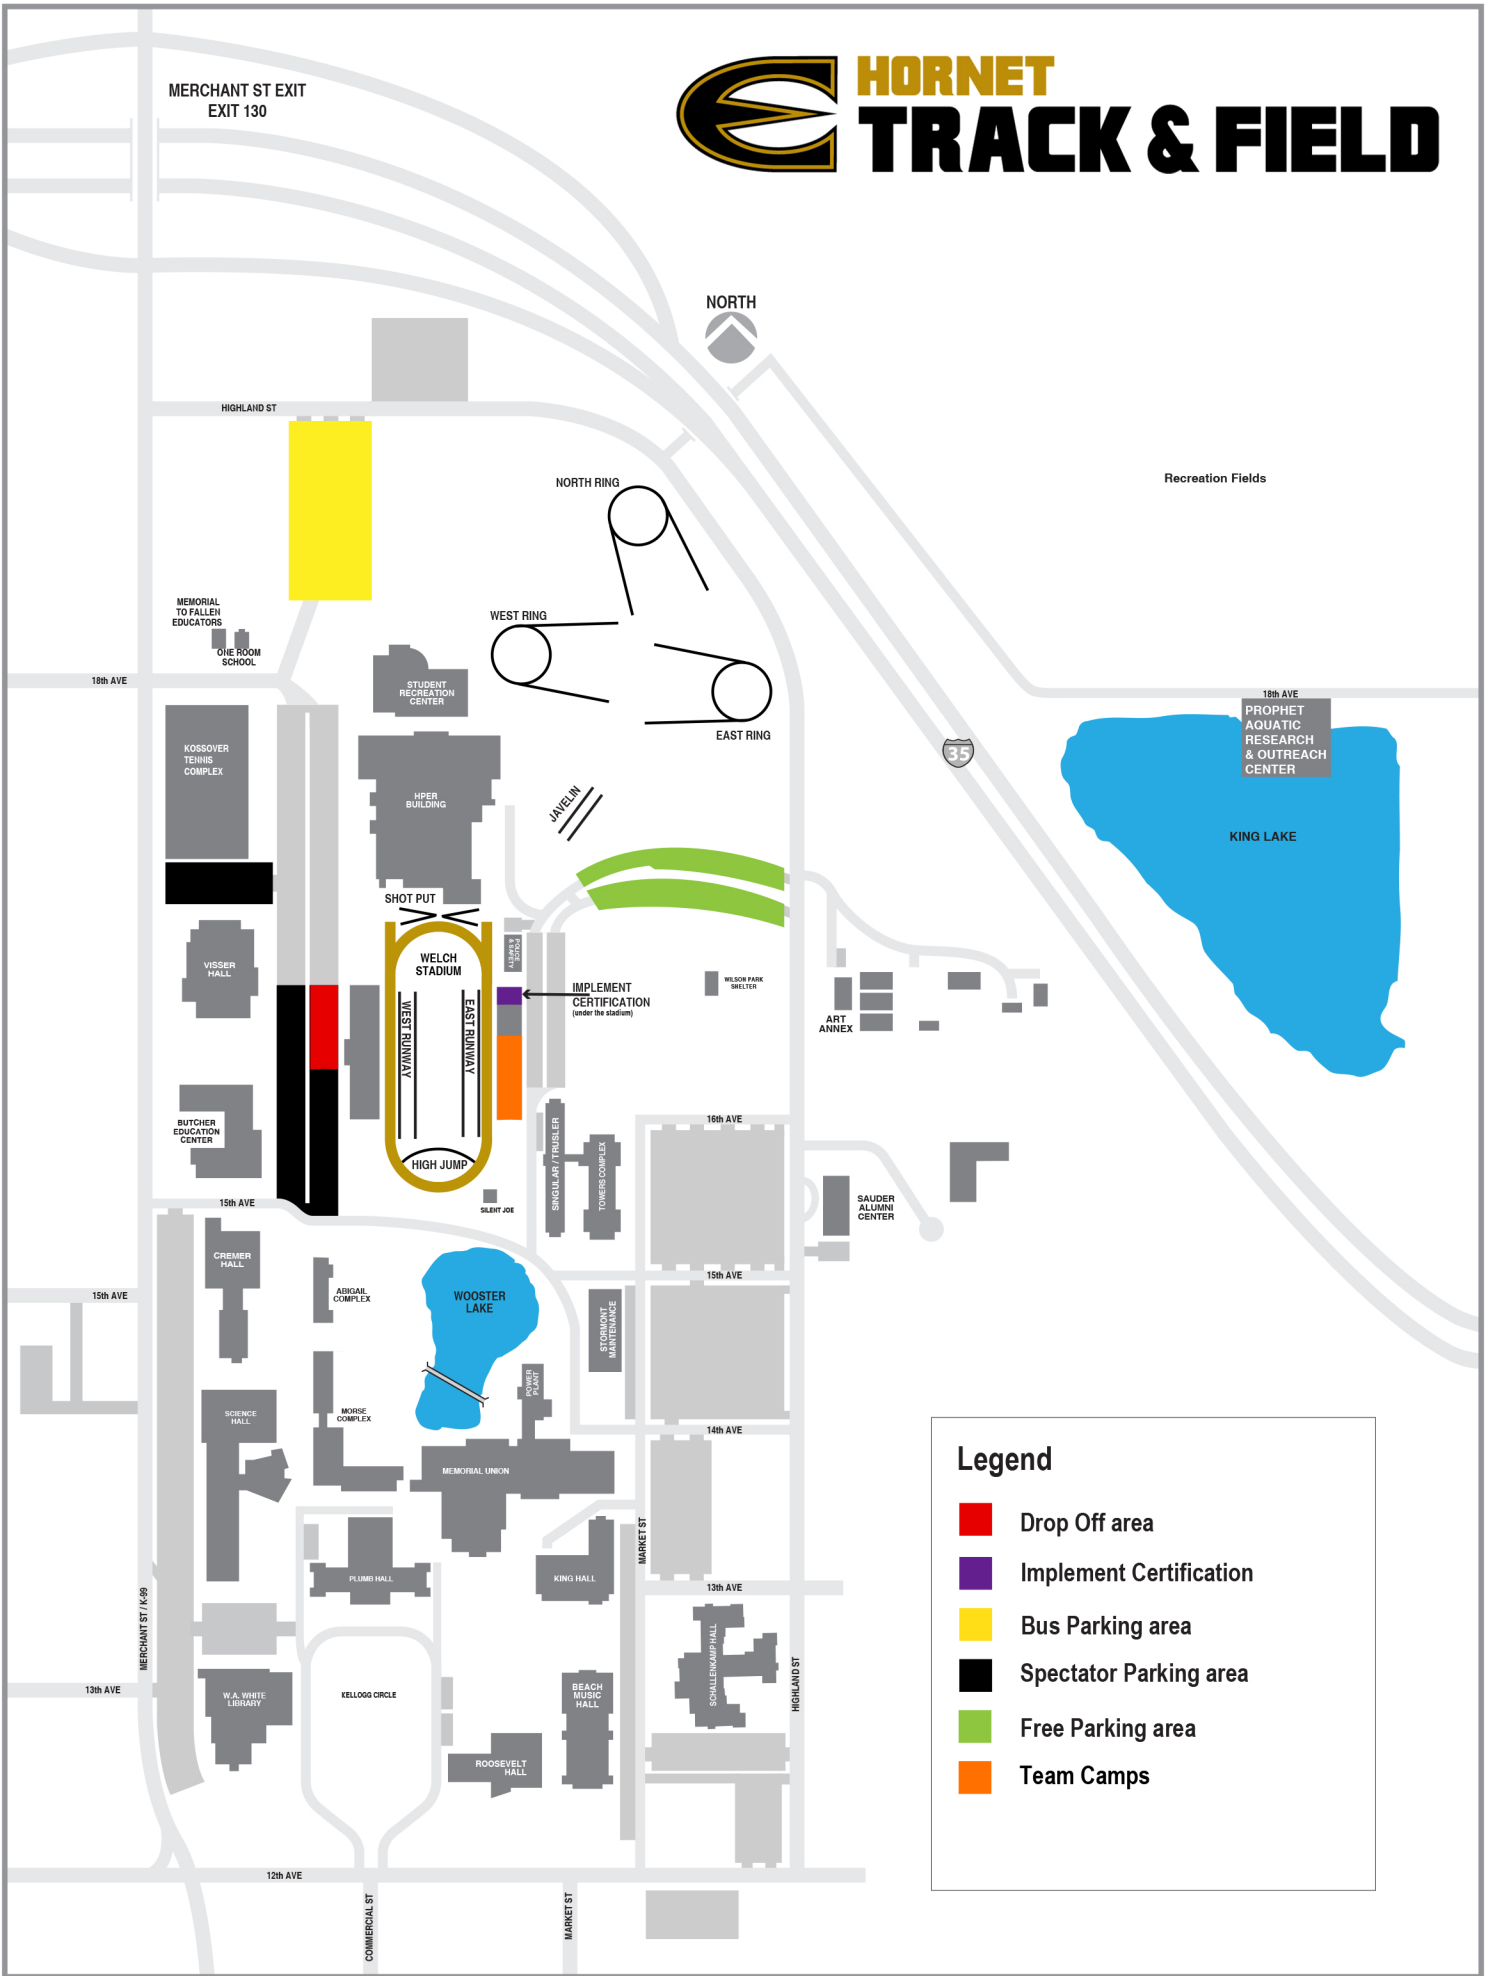 HORNET
TRACK & FIELD
MERCHANT ST EXIT
EXIT 130
NORTH
HIGHLAND ST
Recreation Fields
NORTH RING
WEST RING
EAST RING
MEMORIAL
TO FALLEN
EDUCATORS
ONE ROOM
SCHOOL
18th AVE
STUDENT
RECREATION
CENTER
18th AVE
PROPHET
AQUATIC
RESEARCH
& OUTREACH
CENTER
KING LAKE
35
KOSSOVER
TENNIS
COMPLEX
HPER
BUILDING
JAVELIN
SHOT PUT
WELCH
STADIUM
POLICE
& SAFETY
VISSER
HALL
WEST RUNWAY
EAST RUNWAY
IMPLEMENT
CERTIFICATION
(under the stadium)
WILSON PARK
SHELTER
ART
ANNEX
BUTCHER
EDUCATION
CENTER
HIGH JUMP
SILENT JOE
SINGULAR / TRUSLER
TOWERS COMPLEX
16th AVE
SAUDER
ALUMNI
CENTER
15th AVE
CREMER
HALL
ABIGAIL
COMPLEX
WOOSTER
LAKE
15th AVE
15th AVE
STORMONT
MAINTENANCE
POWER
PLANT
SCIENCE
HALL
MORSE
COMPLEX
14th AVE
MEMORIAL UNION
MARKET ST
PLUMB HALL
KING HALL
13th AVE
MERCHANT ST / K-99
SCHALLENKAMP HALL
HIGHLAND ST
13th AVE
W.A. WHITE
LIBRARY
KELLOGG CIRCLE
BEACH
MUSIC
HALL
ROOSEVELT
HALL
12th AVE
COMMERCIAL ST
MARKET ST
Legend
Drop Off area
Implement Certification
Bus Parking area
Spectator Parking area
Free Parking area
Team Camps